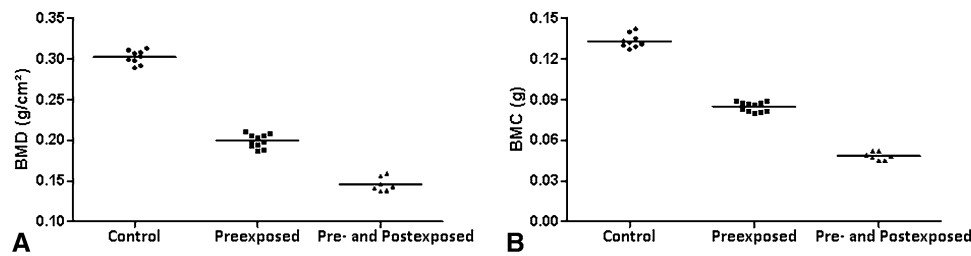 0.35
0.30
0.25
0.20
0.15
0.10
BMD (g/cm²)
Control Preexposed Pre- and Postexposed
A
0.15
0.12
0.09
0.06
0.03
0.00
BMC (g)
Control Preexposed Pre- and Postexposed
B